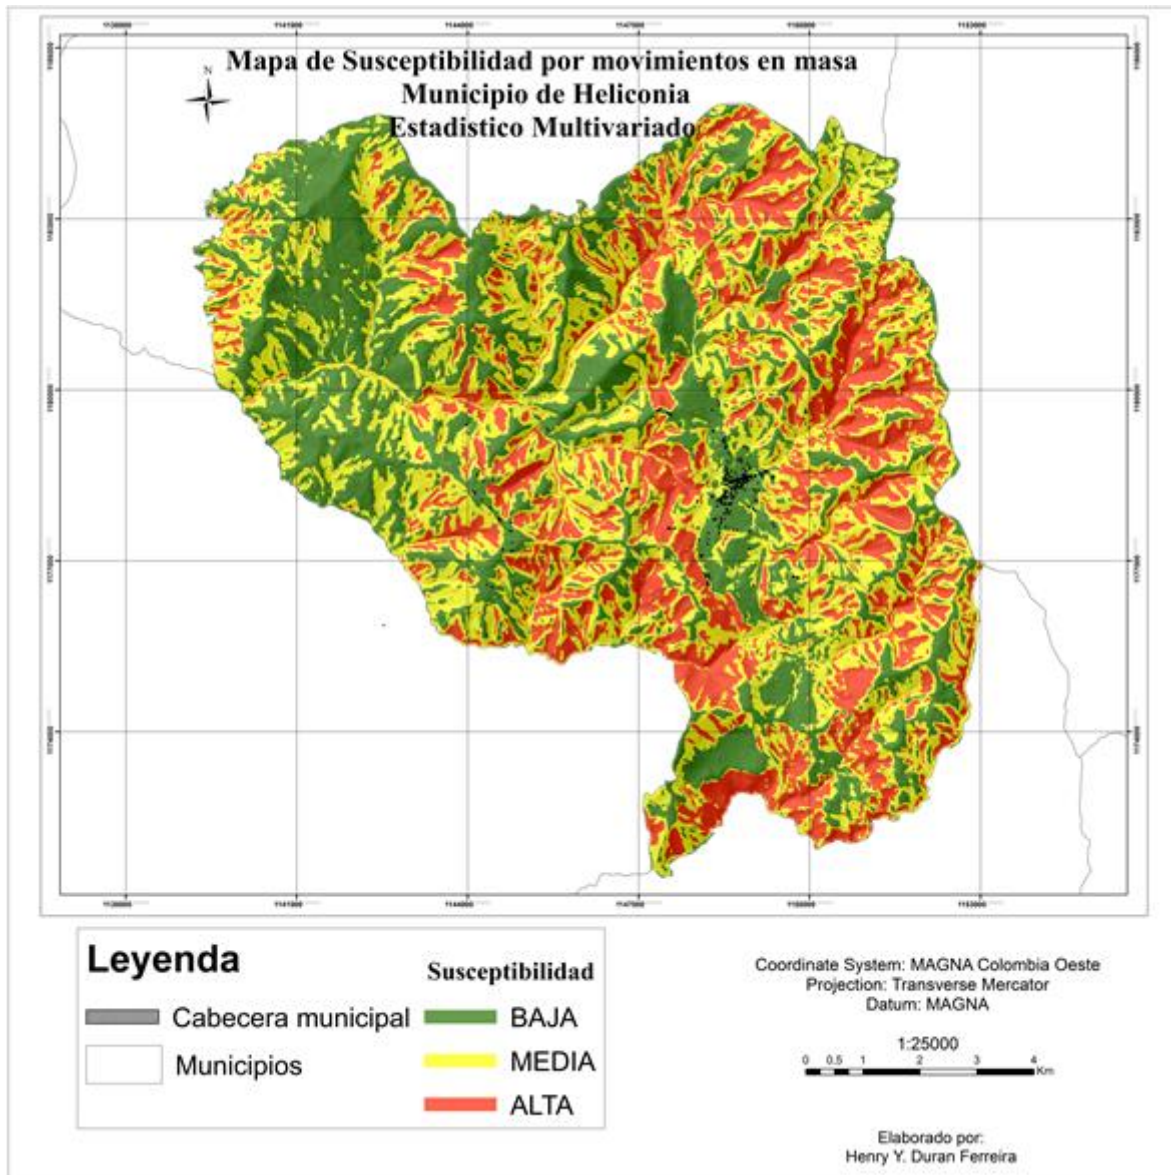 Mapa de Susceptibilidad por movimientos en masa
Municipio de Heliconia
Estadistico Multivariado
N
Leyenda
Cabecera municipal
Municipios
Susceptibilidad
BAJA
MEDIA
ALTA
Coordinate System: MAGNA Colombia Oeste
Projection: Transverse Mercator
Datum: MAGNA
1:25000
0 0.5 1 2 3 4
Km
Elaborado por:
Henry Y. Duran Ferreira